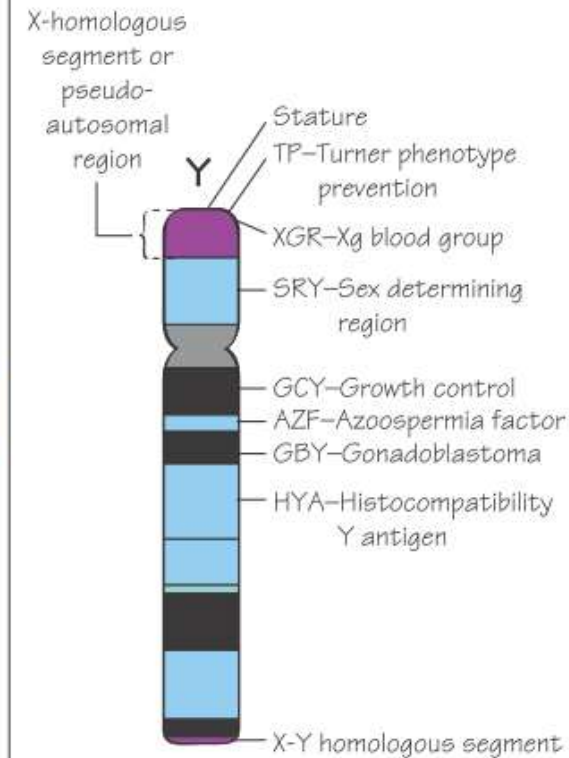 X-homologous
segment or
pseudo-
autosomal
region
Y
Stature
TP–Turner phenotype
prevention
XGR–Xg blood group
SRY–Sex determining
region
GCY–Growth control
AZF–Azoospermia factor
GBY–Gonadoblastoma
HYA–Histocompatibility
Y antigen
X-Y homologous segment